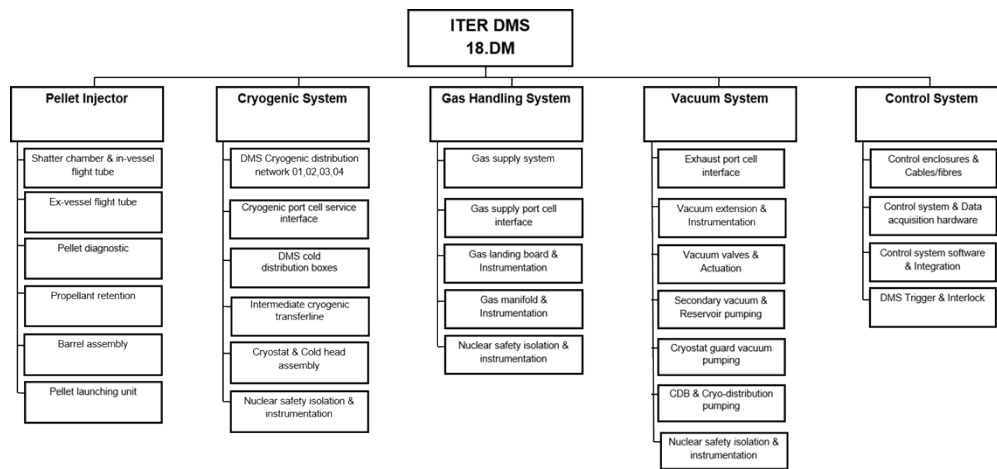 ITER DMS
18.DM
Pellet Injector
Shatter chamber & in-vessel
flight tube
Ex-vessel flight tube
Pellet diagnostic
Propellant retention
Barrel assembly
Pellet launching unit
Cryogenic System
DMS Cryogenic distribution
network 01,02,03,04
Cryogenic port cell service
interface
DMS cold
distribution boxes
Intermediate cryogenic
transferline
Cryostat & Cold head
assembly
Nuclear safety isolation &
instrumentation
Gas Handling System
Gas supply system
Gas supply port cell
interface
Gas landing board &
Instrumentation
Gas manifold &
Instrumentation
Nuclear safety isolation &
instrumentation
Vacuum System
Exhaust port cell
interface
Vacuum extension &
Instrumentation
Vacuum valves &
Actuation
Secondary vacuum &
Reservoir pumping
Cryostat guard vacuum
pumping
CDB & Cryo-distribution
pumping
Nuclear safety isolation &
instrumentation
Control System
Control enclosures &
Cables/fibres
Control system & Data
acquisition hardware
Control system software
& Integration
DMS Trigger & Interlock